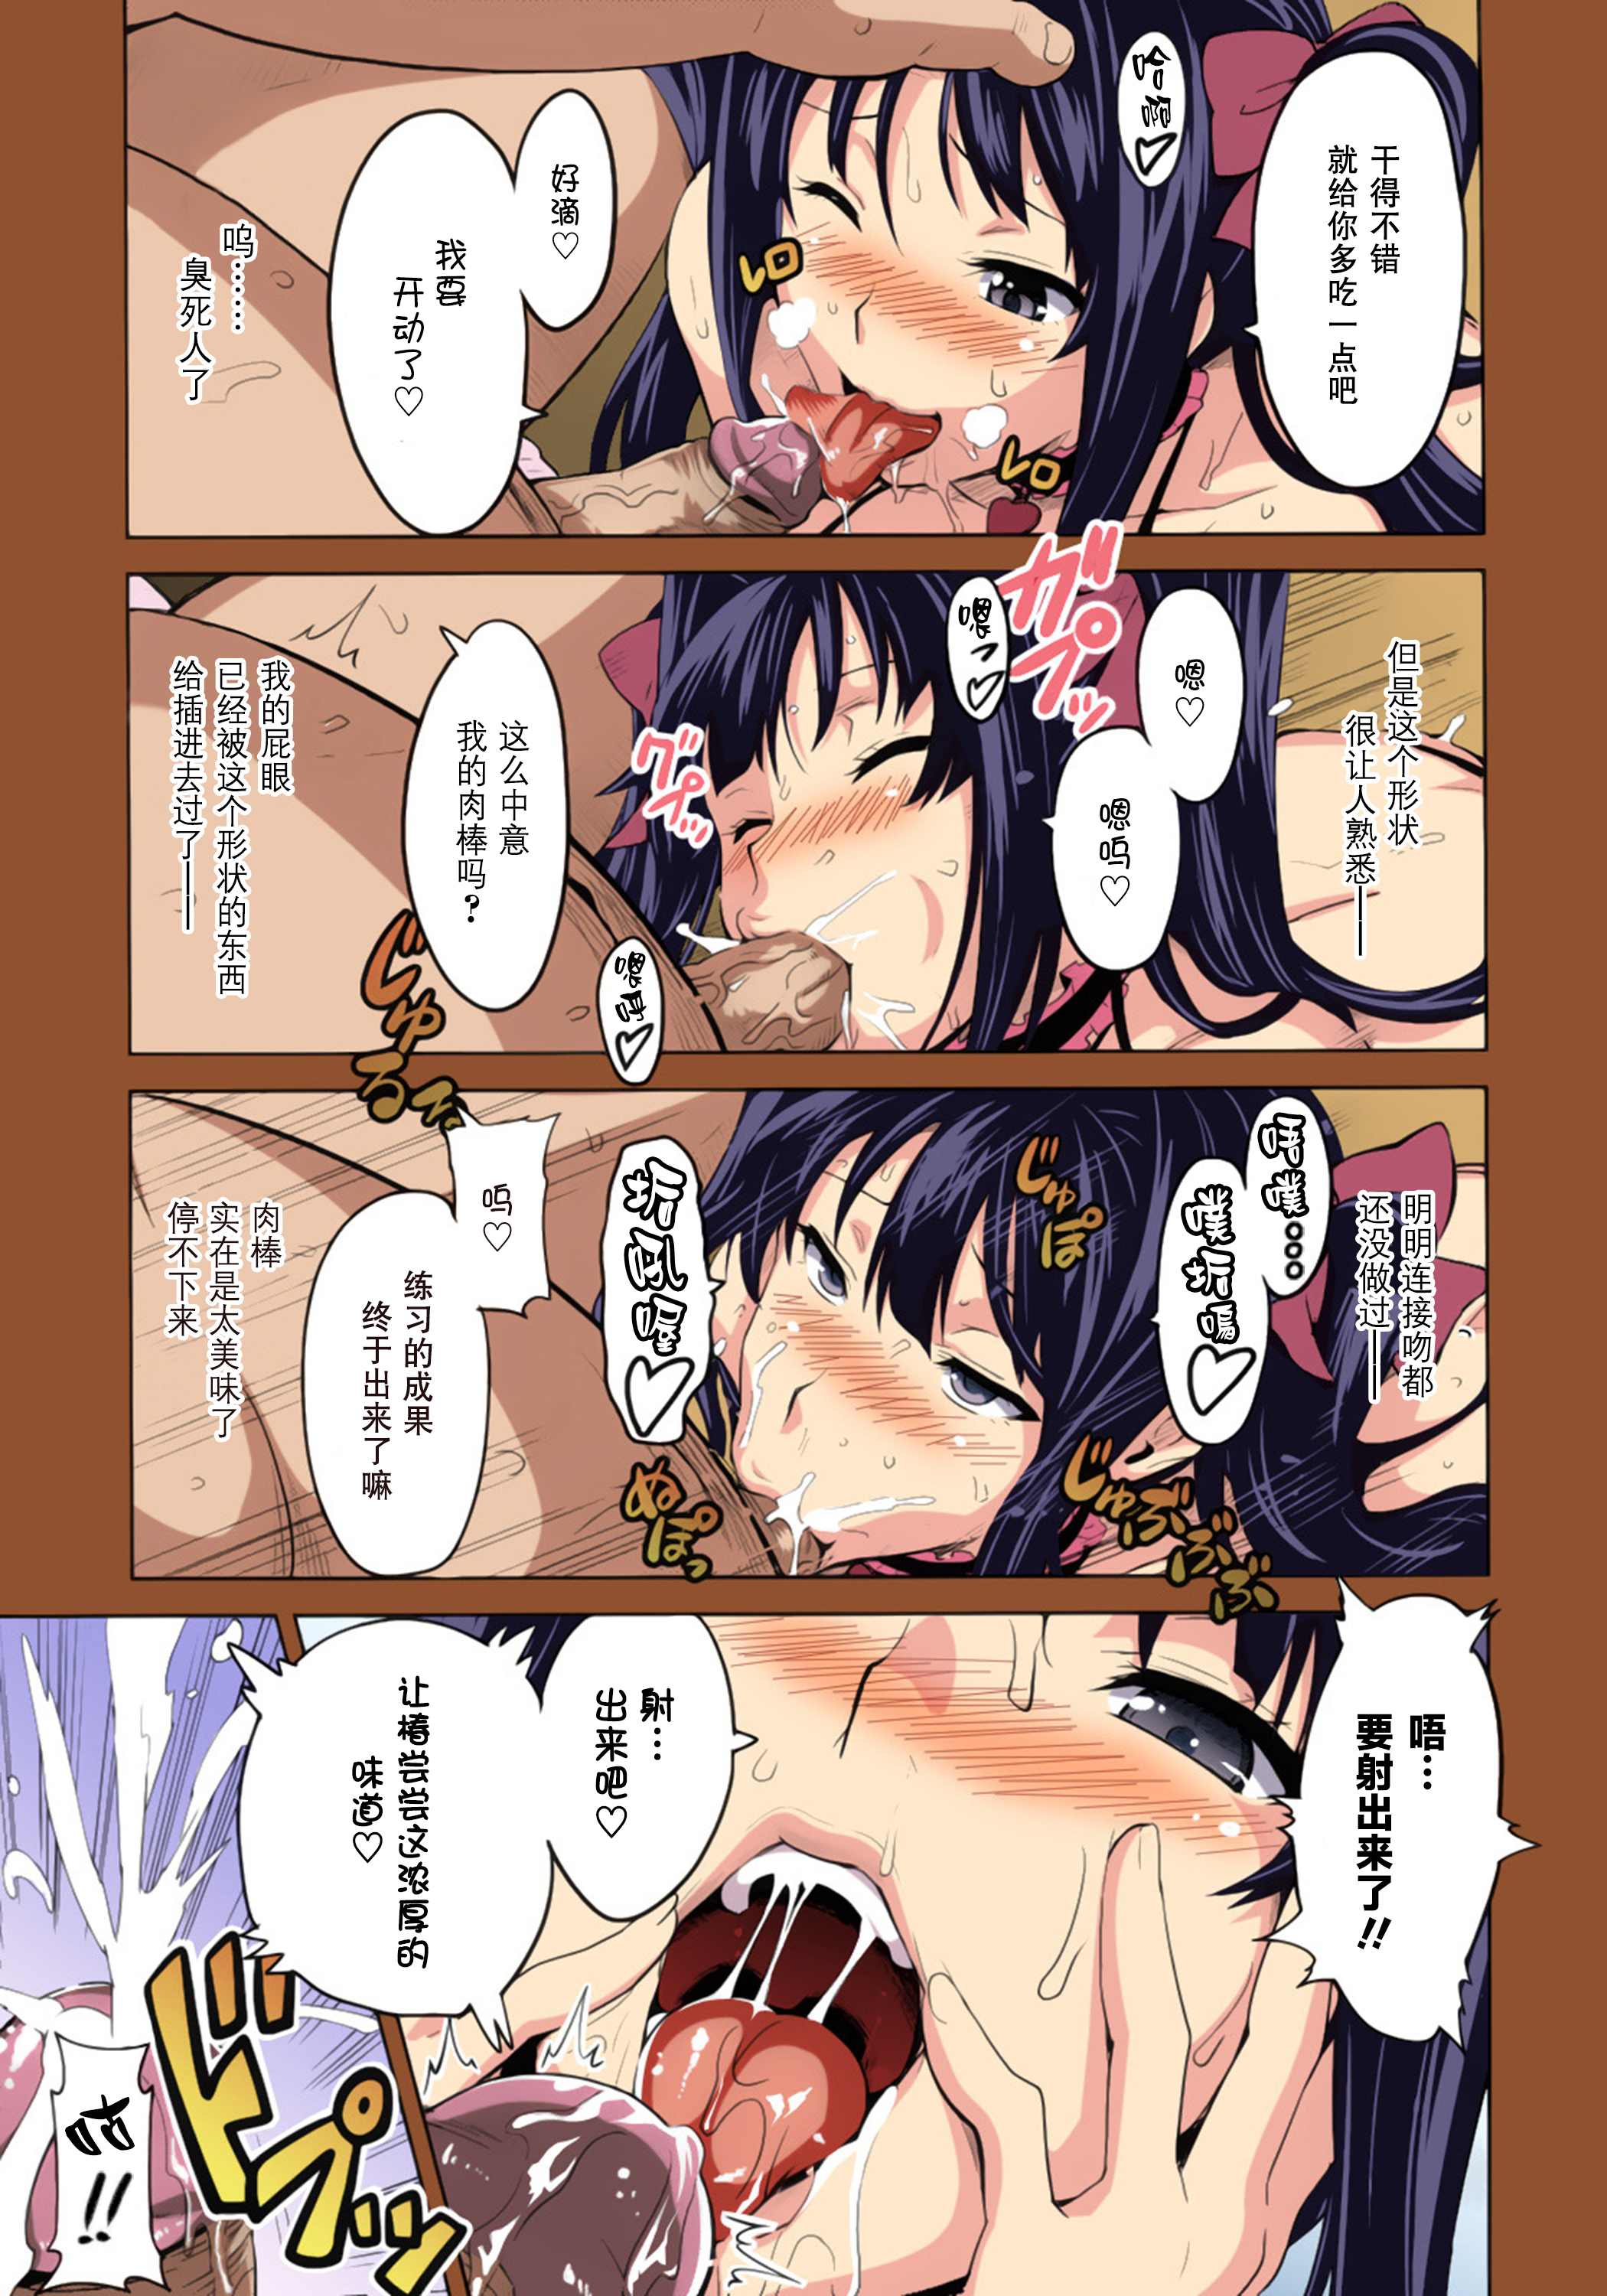 干得不错
就给你多吃一点吧
哈啊♡
レロ
レロ
好滴♡
我要
开动了♡
呜……
臭死人了
但是这个形状
很让人熟悉——
嗯♡
嗯呜♡
ガプッ
嗯っ♡
グプッ
这么中意
我的肉棒吗?
我的屁眼
已经被这个形状的东西
给插进去过了——
じゅるる
明明连接吻都
还没做过——
唔噗…
じゅぽ
じゅぶぶぶ
ぬぽっ
呜♡
练习的成果
终于出来了嘛
肉棒
实在是太美味了
停不下来
唔…
要射出来了!!
射…
出来吧♡
让椿尝尝这浓厚的
味道♡
ドプッ